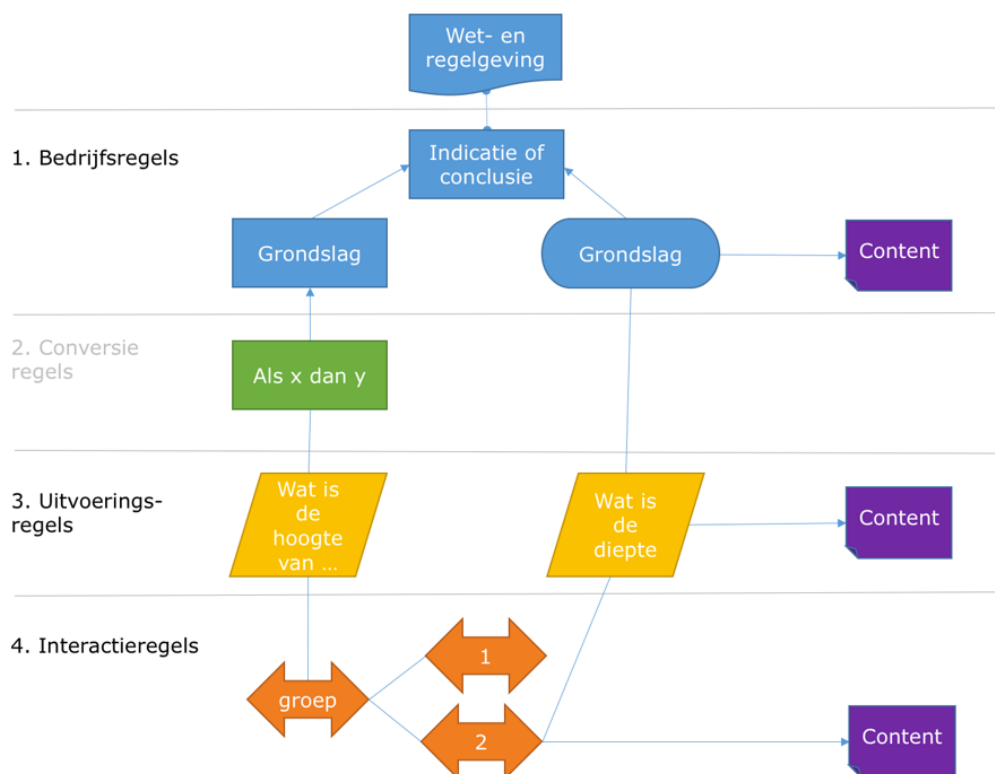 Wet- en
regelgeving
1. Bedrijfsregels
Indicatie of
conclusie
Grondslag
Grondslag
Content
2. Conversie
regels
Als x dan y
3. Uitvoerings-
regels
Wat is
de
hoogte
van ...
Wat is
de
diepte
Content
4. Interactieregels
1
groep
2
Content